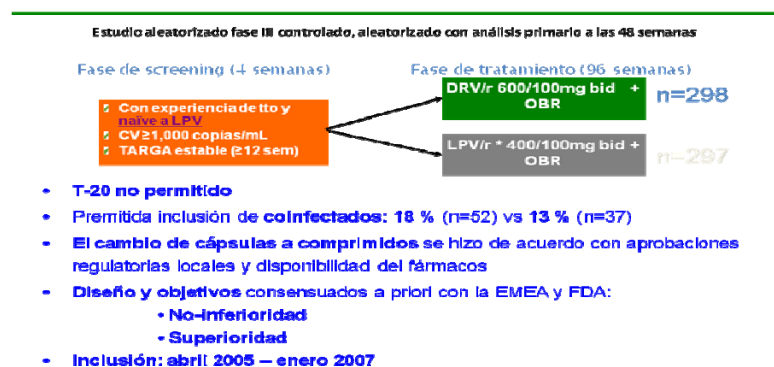 Estudio aleatorizado fase III controlado, aleatorizado con análisis primario a las 48 semanas
Fase de screening (4 semanas)
Fase de tratamiento (96 semanas)
Con experiencia de tto y
naïve a LPV
CV≥1,000 copias/mL
TARGA estable (≥12 sem)
DRV/r 600/100mg bid +
OBR
n=298
LPV/r * 400/100mg bid +
OBR
n=297
• T-20 no permitido
• Premitida inclusión de coinfectados: 18 % (n=52) vs 13 % (n=37)
• El cambio de cápsulas a comprimidos se hizo de acuerdo con aprobaciones
regulatorias locales y disponibilidad del fármacos
• Diseño y objetivos consensuados a priori con la EMEA y FDA:
• No-inferioridad
• Superioridad
• Inclusión: abril 2005 – enero 2007